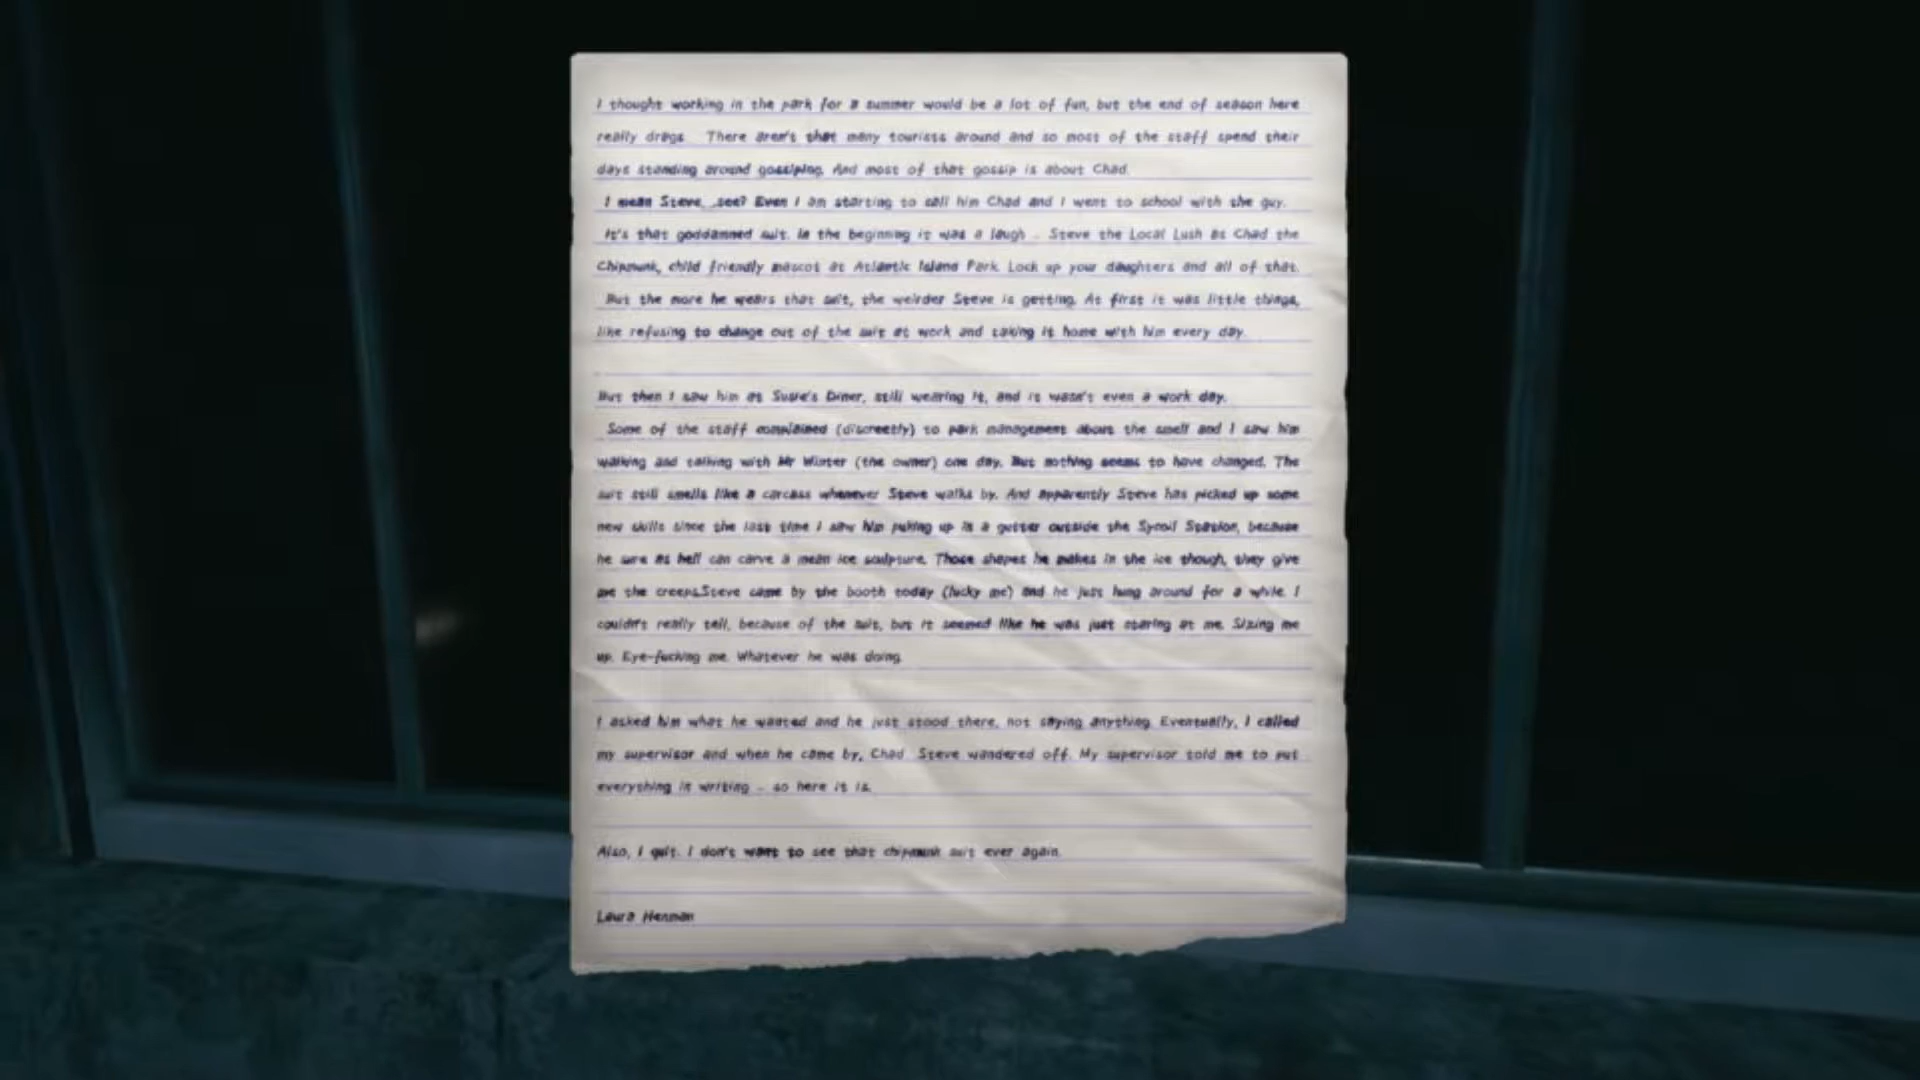 I thought working in the park for a summer would be a lot of fun, but the end of season here
really drags. There aren't that many tourists around and so most of the staff spend their
days standing around gossiping. And most of that gossip is about Chad.
I mean Steve, see? Even I am starting to call him Chad and I went to school with the guy.
It's that goddamned suit. In the beginning it was a laugh - Steve the Local Lush as Chad the
Chipmunk, child friendly mascot at Atlantic Island Park. Lock up your daughters and all of that.
But the more he wears that suit, the weirder Steve is getting. At first it was little things,
like refusing to change out of the suit at work and taking it home with him every day.
But then I saw him at Susie's Diner, still wearing it, and it wasn't even a work day.
Some of the staff complained (discreetly) to park management about the smell and I saw him
walking and talking with Mr Winter (the owner) one day. But nothing seems to have changed. The
suit still smells like a carcass whenever Steve walks by. And apparently Steve has picked up some
new skills since the last time I saw him puking up in a gutter outside the Synoil Station, because
he sure as hell can carve a mean ice sculpture. Those shapes he makes in the ice though, they give
me the creeps.Steve came by the booth today (lucky me) and he just hung around for a while. I
couldn't really tell, because of the suit, but it seemed like he was just staring at me. Sizing me
up. Eye-fucking me. Whatever he was doing.
I asked him what he wanted and he just stood there, not saying anything. Eventually, I called
my supervisor and when he came by, Chad Steve wandered off. My supervisor told me to put
everything in writing - so here it is.
Also, I quit. I don't want to see that chipmunk suit ever again.
Laura Henman